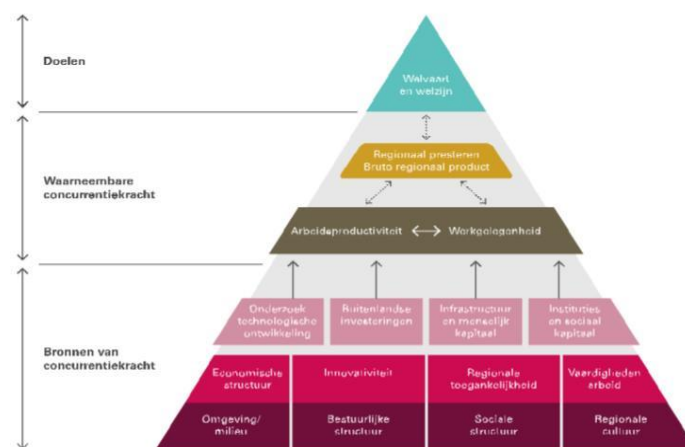 Doelen
Welvaart
en welzijn
Regionaal presteren
Bruto regionaal product
Waarneembare
concurrentiekracht
Arbeidsproductiviteit
Werkgelegenheid
Onderzoek
technologische
ontwikkeling
Buitenlandse
investeringen
Infrastructuur
en menselijk
kapitaal
Instituties
en sociaal
kapitaal
Bronnen van
concurrentiekracht
Economische
structuur
Innovativiteit
Regionale
toegankelijkheid
Vaardigheden
arbeid
Omgeving/
milieu
Bestuurlijke
structuur
Sociale
structuur
Regionale
cultuur